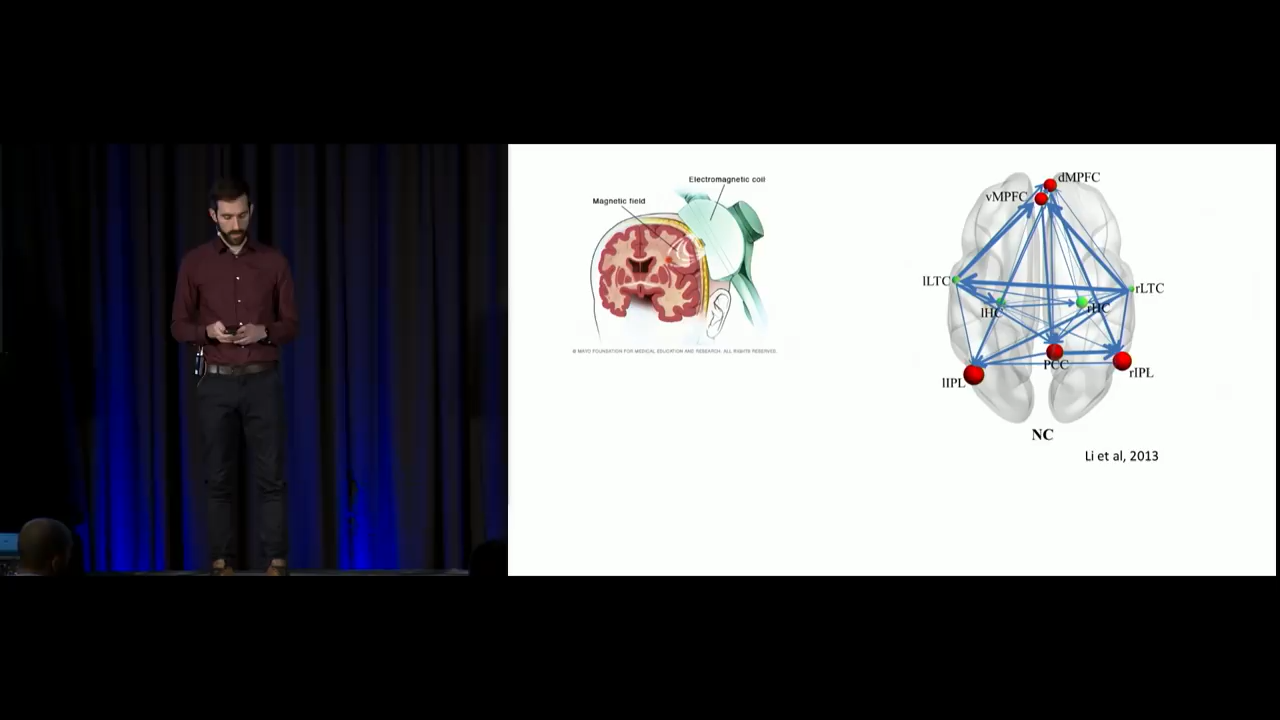 Electromagnetic coil
Magnetic field
© MAYO FOUNDATION FOR MEDICAL EDUCATION AND RESEARCH. ALL RIGHTS RESERVED.
dMPFC
vMPFC
lLTC
rLTC
lHC
rHC
PCC
lIPL
rIPL
NC
Li et al, 2013